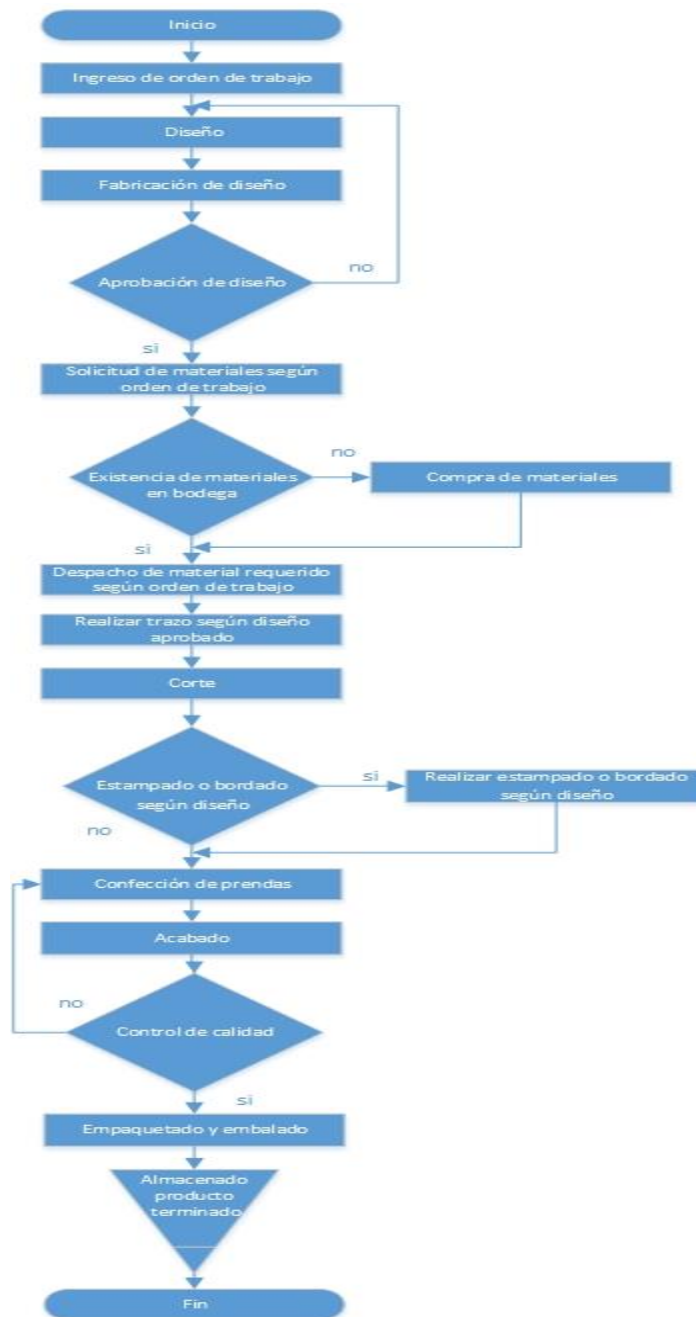 Inicio
Ingreso de orden de trabajo
Diseño
Fabricación de diseño
Aprobación de diseño
no
si
Solicitud de materiales según
orden de trabajo
Existencia de materiales
en bodega
no
Compra de materiales
si
Despacho de material requerido
según orden de trabajo
Realizar trazo según diseño
aprobado
Corte
Estampado o bordado
según diseño
si
Realizar estampado o bordado
según diseño
no
Confección de prendas
Acabado
Control de calidad
no
si
Empaquetado y embalado
Almacenado
producto
terminado
Fin